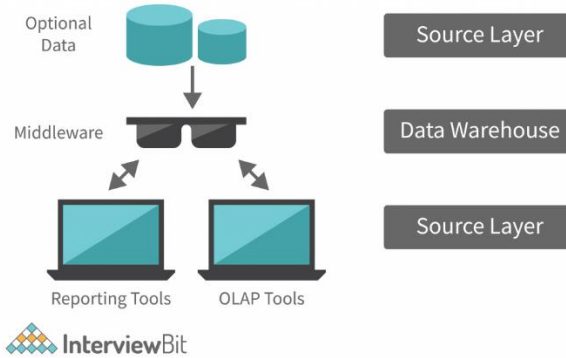 Optional
Data
Source Layer
Middleware
Data Warehouse
Source Layer
Reporting Tools
OLAP Tools
InterviewBit